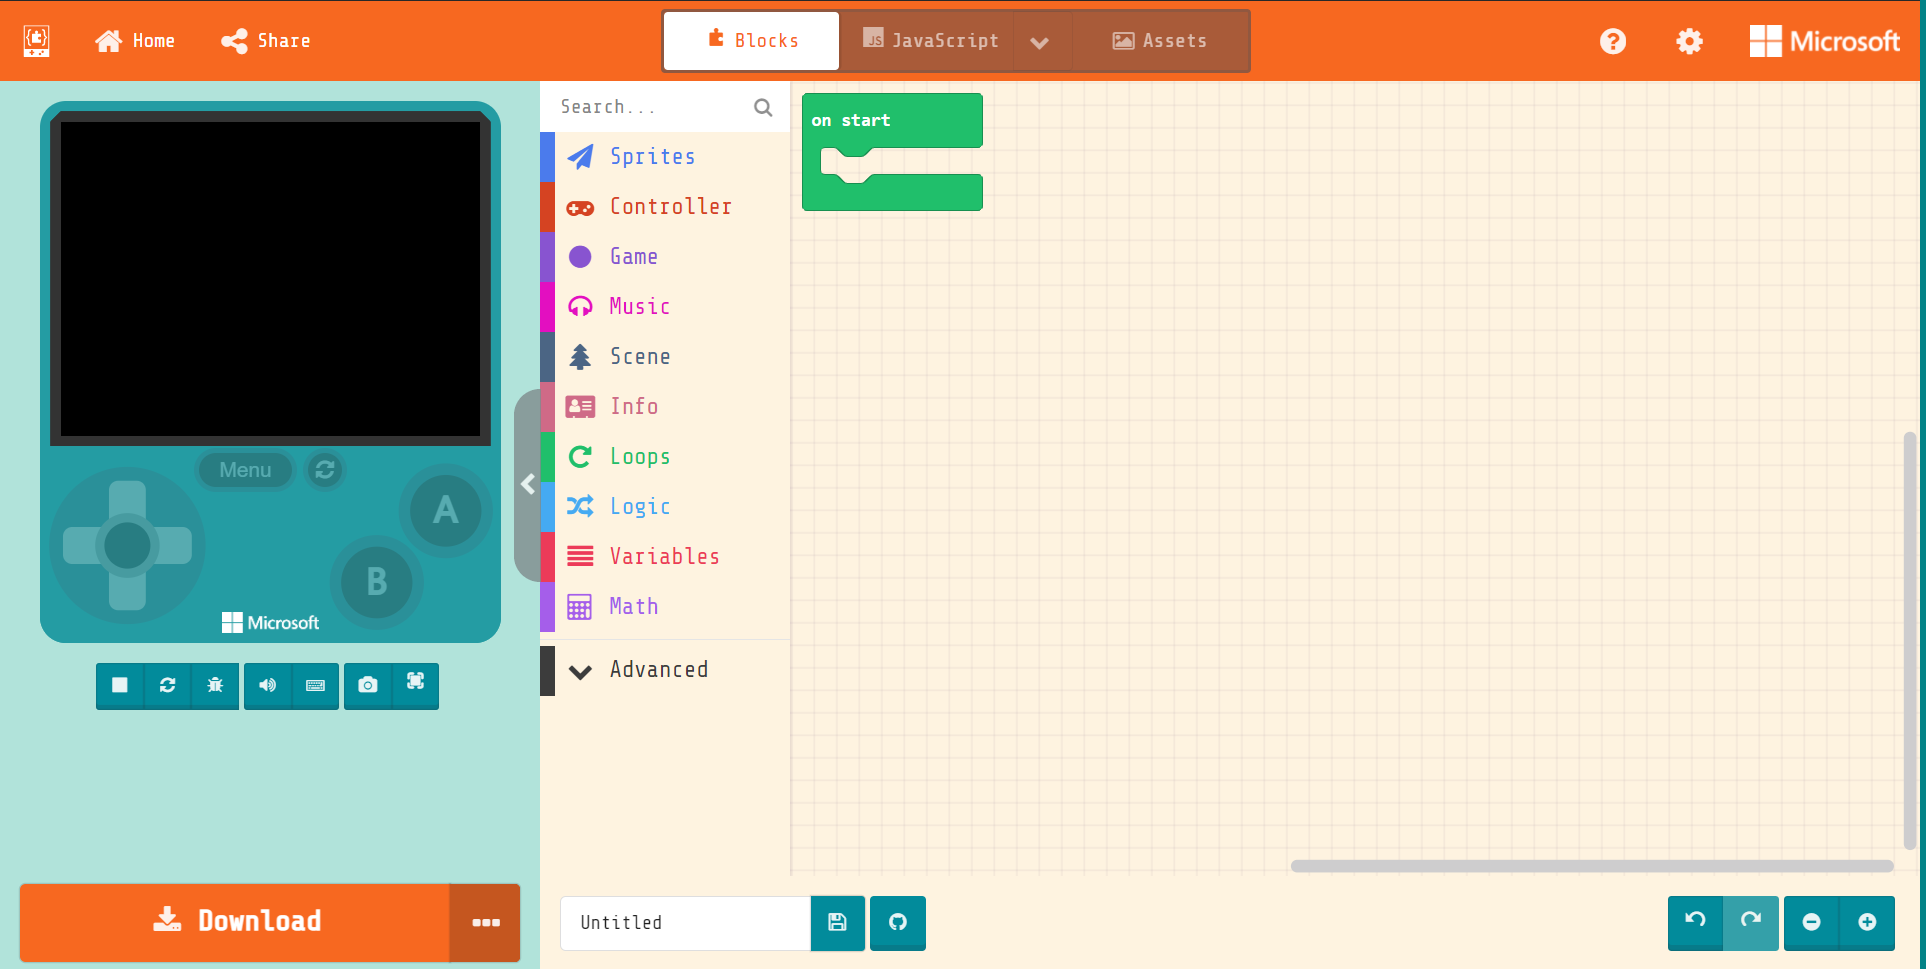 Home
Share
Blocks
JS JavaScript
Assets
Microsoft
Search...
Sprites
Controller
Game
Music
Scene
Info
Loops
Logic
Variables
Math
Advanced
on start
Menu
A
B
Microsoft
Download
Untitled